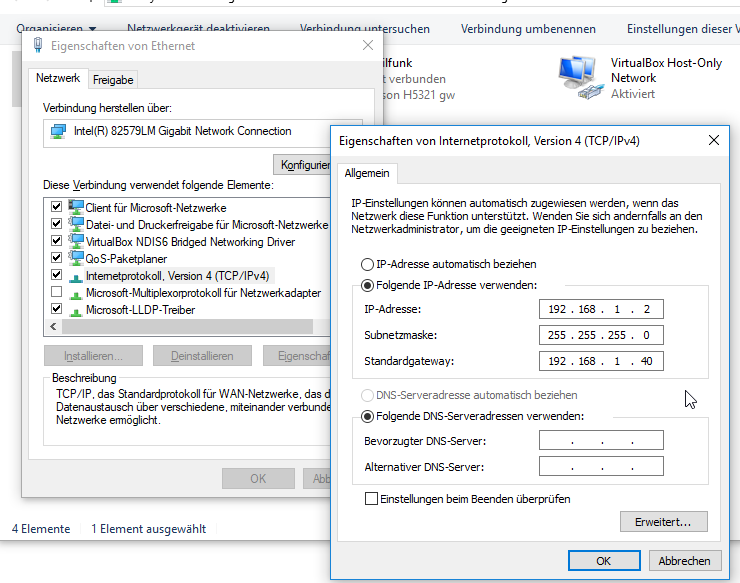 Organisieren
Netzwerkgerät deaktivieren
Verbindung untersuchen
Verbindung umbenennen
Einstellungen dieser V
ilfunk
t verbunden
son H5321 gw
VirtualBox Host-Only
Network
Aktiviert
Eigenschaften von Ethernet
Netzwerk
Freigabe
Verbindung herstellen über:
Intel(R) 82579LM Gigabit Network Connection
Konfigurier
Diese Verbindung verwendet folgende Elemente:
Client für Microsoft-Netzwerke
Datei- und Druckerfreigabe für Microsoft-Netzwerke
VirtualBox NDIS6 Bridged Networking Driver
QoS-Paketplaner
Internetprotokoll, Version 4 (TCP/IPv4)
Microsoft-Multiplexorprotokoll für Netzwerkadapter
Microsoft-LLDP-Treiber
Installieren...
Deinstallieren
Eigenschaf
Beschreibung
TCP/IP, das Standardprotokoll für WAN-Netzwerke, das d
Datenaustausch über verschiedene, miteinander verbunde
Netzwerke ermöglicht.
OK
Abb
4 Elemente
1 Element ausgewählt
Eigenschaften von Internetprotokoll, Version 4 (TCP/IPv4)
Allgemein
IP-Einstellungen können automatisch zugewiesen werden, wenn das
Netzwerk diese Funktion unterstützt. Wenden Sie sich andernfalls an den
Netzwerkadministrator, um die geeigneten IP-Einstellungen zu beziehen.
IP-Adresse automatisch beziehen
Folgende IP-Adresse verwenden:
IP-Adresse:
192 . 168 . 1 . 2
Subnetzmaske:
255 . 255 . 255 . 0
Standardgateway:
192 . 168 . 1 . 40
DNS-Serveradresse automatisch beziehen
Folgende DNS-Serveradressen verwenden:
Bevorzugter DNS-Server:
. . .
Alternativer DNS-Server:
. . .
Einstellungen beim Beenden überprüfen
Erweitert...
OK
Abbrechen